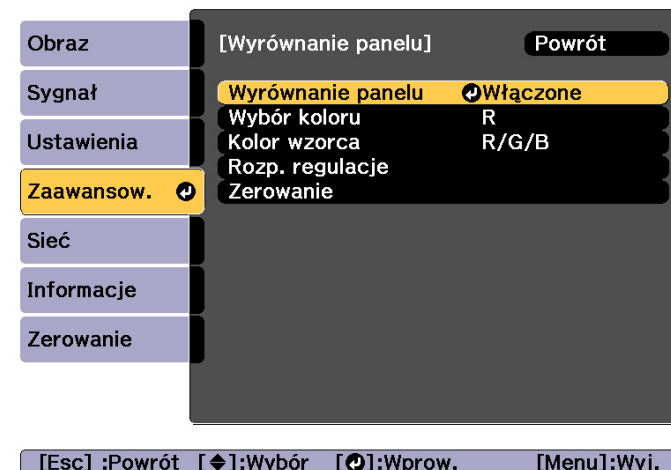 Obraz
Sygnał
Ustawienia
Zaawansow.
Sieć
Informacje
Zerowanie
[Wyrównanie panelu] Powrót
Wyrównanie panelu Włączone
Wybór koloru R
Kolor wzorca R/G/B
Rozp. regulacje
Zerowanie
[Esc] :Powrót [◆]:Wybór [⏎]:Wprow. [Menu]:Wyj.